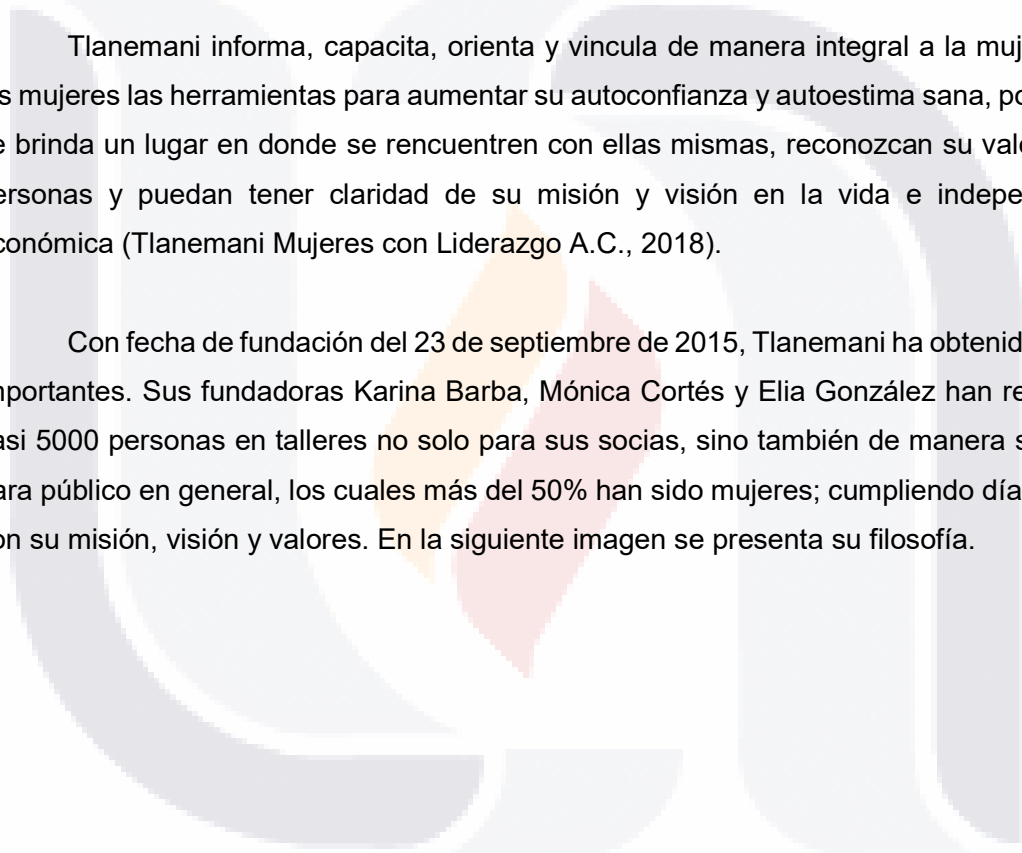 Tlanemani informa, capacita, orienta y vincula de manera integral a la muj
s mujeres las herramientas para aumentar su autoconfianza y autoestima sana, po
e brinda un lugar en donde se rencuentren con ellas mismas, reconozcan su valo
ersonas y puedan tener claridad de su misión y visión en la vida e indepe
conómica (Tlanemani Mujeres con Liderazgo A.C., 2018).
Con fecha de fundación del 23 de septiembre de 2015, Tlanemani ha obtenid
nportantes. Sus fundadoras Karina Barba, Mónica Cortés y Elia González han re
asi 5000 personas en talleres no solo para sus socias, sino también de manera s
ara público en general, los cuales más del 50% han sido mujeres; cumpliendo día
on su misión, visión y valores. En la siguiente imagen se presenta su filosofía.